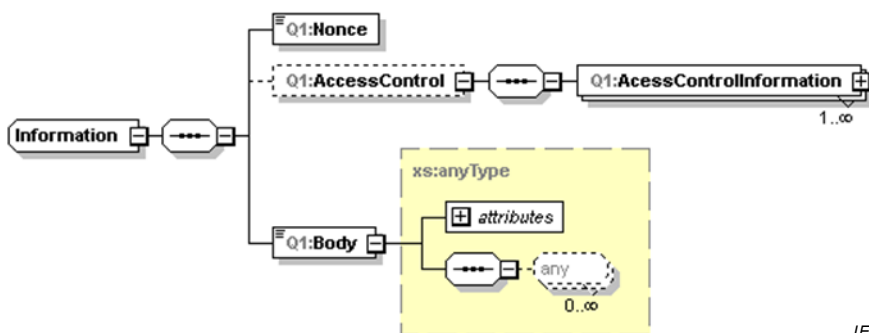 Q1:Nonce
Q1:AccessControl
Q1:AcessControlInformation
1..∞
Information
xs:anyType
attributes
Q1:Body
any
0..∞